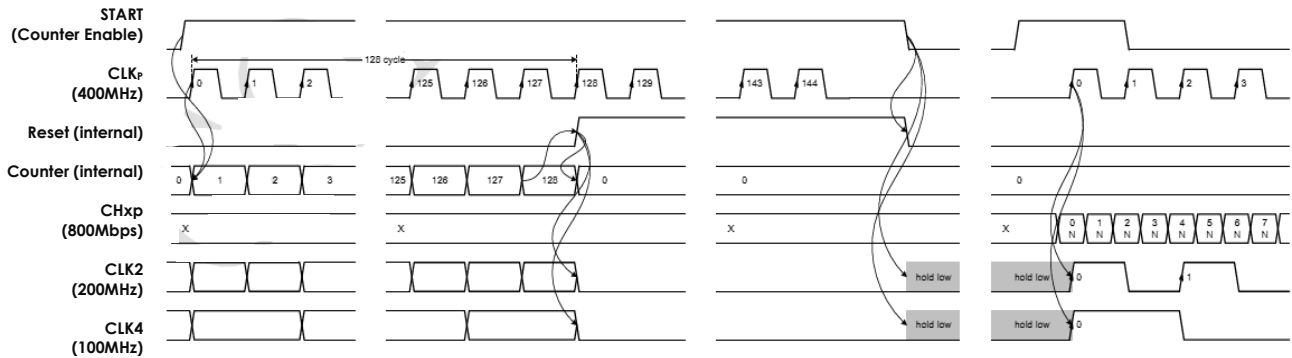 START
(Counter Enable)
128 cycle
CLKP
(400MHz)
0 1 2 125 126 127 128 129 143 144 0 1 2 3
Reset (internal)
Counter (internal)
0 1 2 3 125 126 127 128 0 0 0
CHxp
(800Mbps)
X X X X
0 1 2 3 4 5 6 7
N N N N N N N N
CLK2
(200MHz)
hold low hold low 0 1
CLK4
(100MHz)
hold low hold low 0